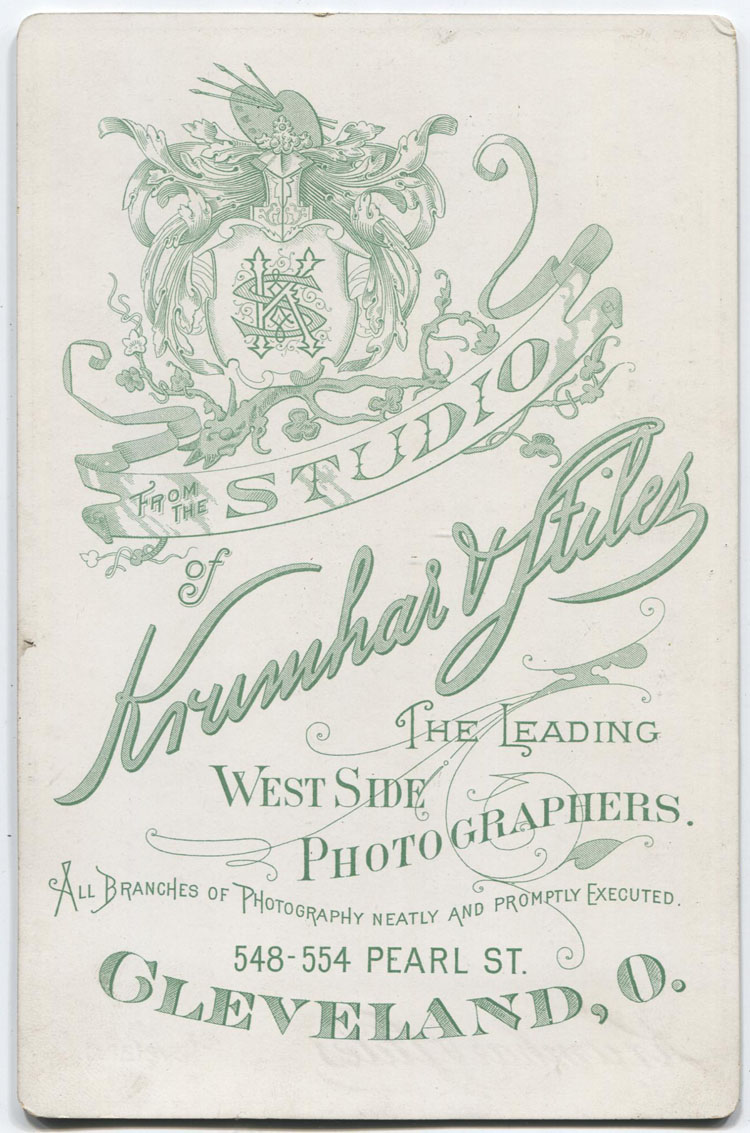 KS
FROM THE STUDIO
of
Krumhar & Stiles
THE LEADING
WEST SIDE
PHOTOGRAPHERS.
ALL BRANCHES OF PHOTOGRAPHY NEATLY AND PROMPTLY EXECUTED.
548-554 PEARL ST.
CLEVELAND, O.